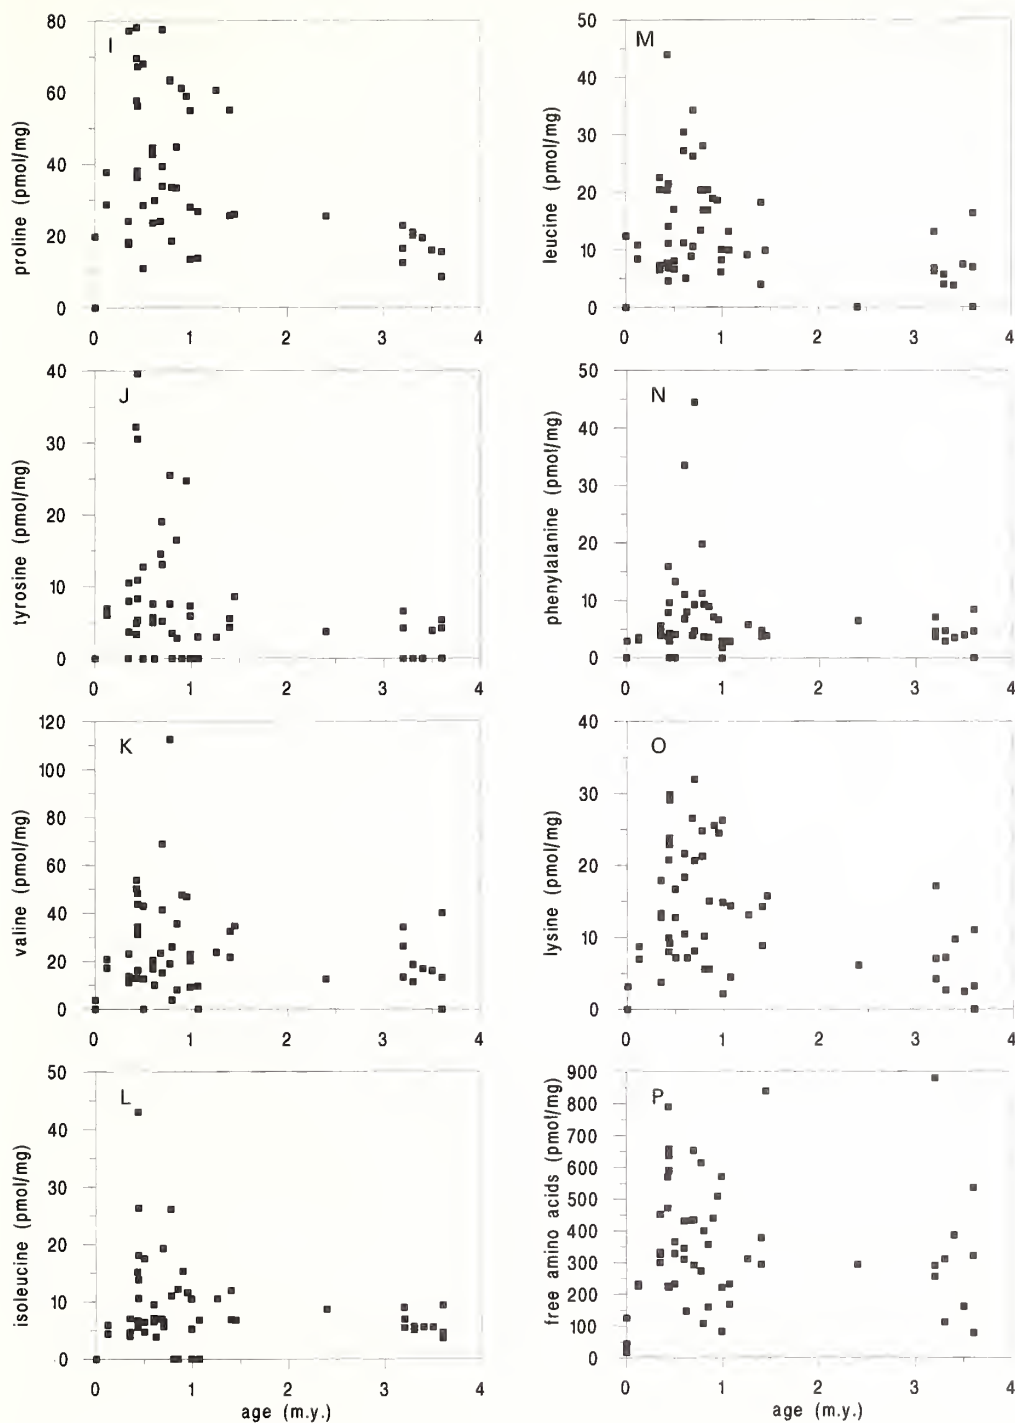 I
proline (pmol/mg)
80
60
40
20
0
0 1 2 3 4
M
leucine (pmol/mg)
50
40
30
20
10
0
0 1 2 3 4
J
tyrosine (pmol/mg)
40
30
20
10
0
0 1 2 3 4
N
phenylalanine (pmol/mg)
50
40
30
20
10
0
0 1 2 3 4
K
valine (pmol/mg)
120
100
80
60
40
20
0
0 1 2 3 4
O
lysine (pmol/mg)
40
30
20
10
0
0 1 2 3 4
L
isoleucine (pmol/mg)
50
40
30
20
10
0
0 1 2 3 4
age (m.y.)
P
free amino acids (pmol/mg)
900
800
700
600
500
400
300
200
100
0
0 1 2 3 4
age (m.y.)